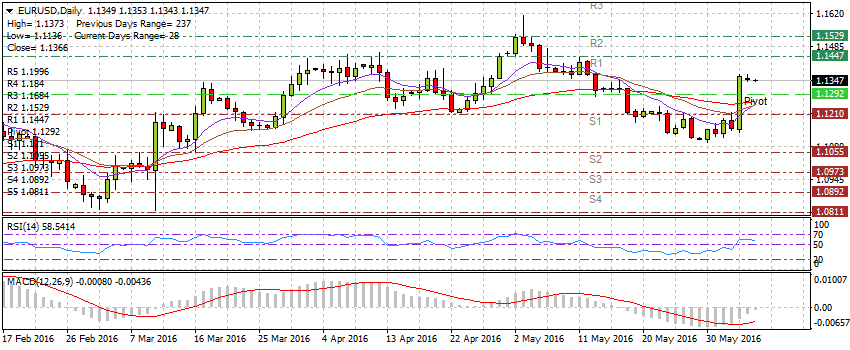 EURUSD,Daily 1.1349 1.1353 1.1343 1.1347
High= 1.1373 Previous Days Range= 237
Low= 1.1136 Current Days Range= 28
Close= 1.1366
R5 1.1996
R4 1.184
R3 1.1684
R2 1.1529
R1 1.1447
Pivot 1.1292
S2 1.1055
S3 1.0973
S4 1.0892
S5 1.0811
R3
R2
R1
Pivot
S1
S2
S3
S4
1.1620
1.1529
1.1485
1.1447
1.1347
1.1292
1.1210
1.1055
1.0973
1.0945
1.0892
1.0811
RSI(14) 58.5414
100
70
50
20
0
MACD(12,26,9) -0.00080 -0.00436
0.01007
0.00
-0.00657
17 Feb 2016 26 Feb 2016 7 Mar 2016 16 Mar 2016 25 Mar 2016 4 Apr 2016 13 Apr 2016 22 Apr 2016 2 May 2016 11 May 2016 20 May 2016 30 May 2016